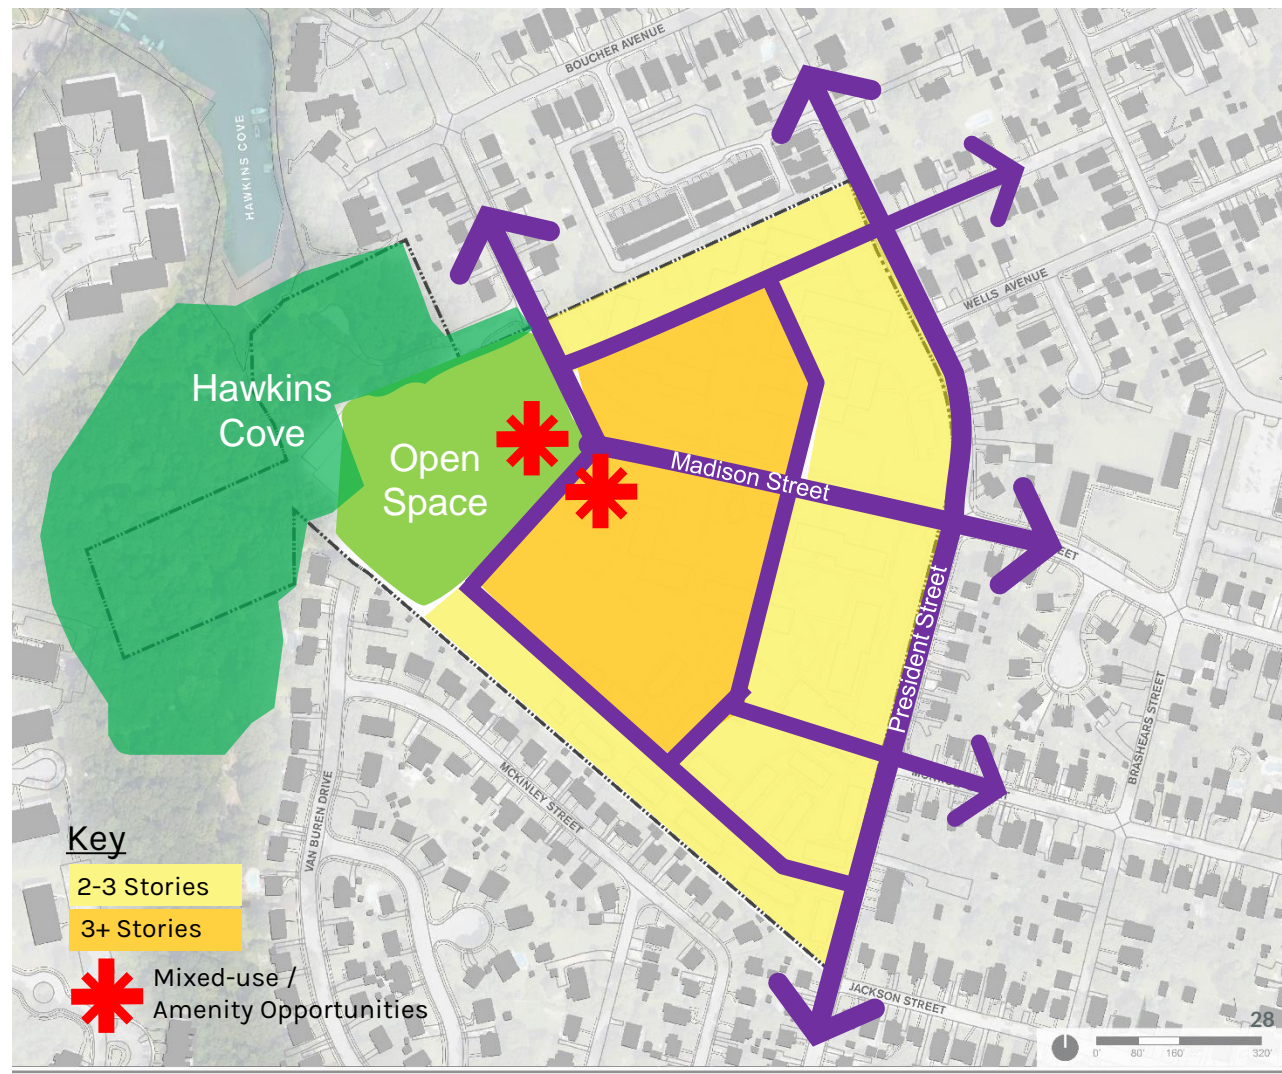 BOUCHER AVENUE
HAWKINS COVE
WELLS AVENUE
Hawkins
Cove
Open
Space
Madison Street
President Street
BRASHEARS STREET
MCKINLEY STREET
VAN BUREN DRIVE
JACKSON STREET
Key
2-3 Stories
3+ Stories
Mixed-use /
Amenity Opportunities
28
0' 80' 160' 320'